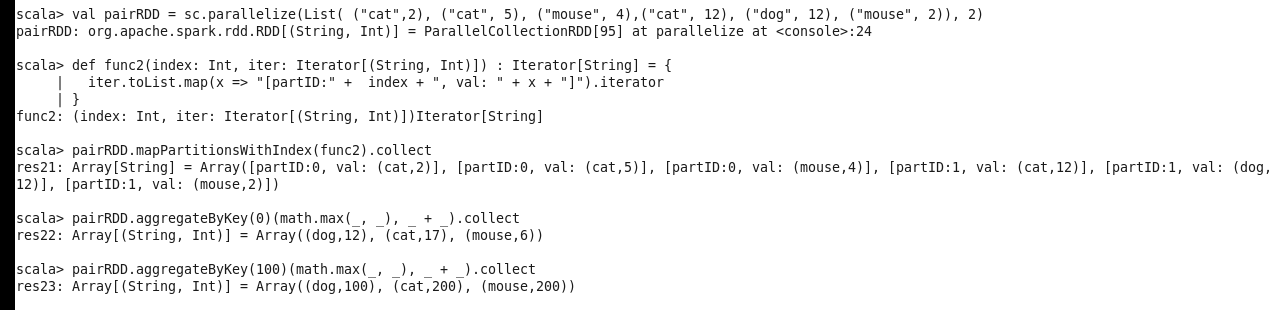 scala> val pairRDD = sc.parallelize(List( ("cat",2), ("cat", 5), ("mouse", 4),("cat", 12), ("dog", 12), ("mouse", 2)), 2)
pairRDD: org.apache.spark.rdd.RDD[(String, Int)] = ParallelCollectionRDD[95] at parallelize at <console>:24
scala> def func2(index: Int, iter: Iterator[(String, Int)]) : Iterator[String] = {
|   iter.toList.map(x => "[partID:" +  index + ", val: " + x + "]").iterator
| }
func2: (index: Int, iter: Iterator[(String, Int)])Iterator[String]
scala> pairRDD.mapPartitionsWithIndex(func2).collect
res21: Array[String] = Array([partID:0, val: (cat,2)], [partID:0, val: (cat,5)], [partID:0, val: (mouse,4)], [partID:1, val: (cat,12)], [partID:1, val: (dog,
12)], [partID:1, val: (mouse,2)])
scala> pairRDD.aggregateByKey(0)(math.max(_, _), _ + _).collect
res22: Array[(String, Int)] = Array((dog,12), (cat,17), (mouse,6))
scala> pairRDD.aggregateByKey(100)(math.max(_, _), _ + _).collect
res23: Array[(String, Int)] = Array((dog,100), (cat,200), (mouse,200))